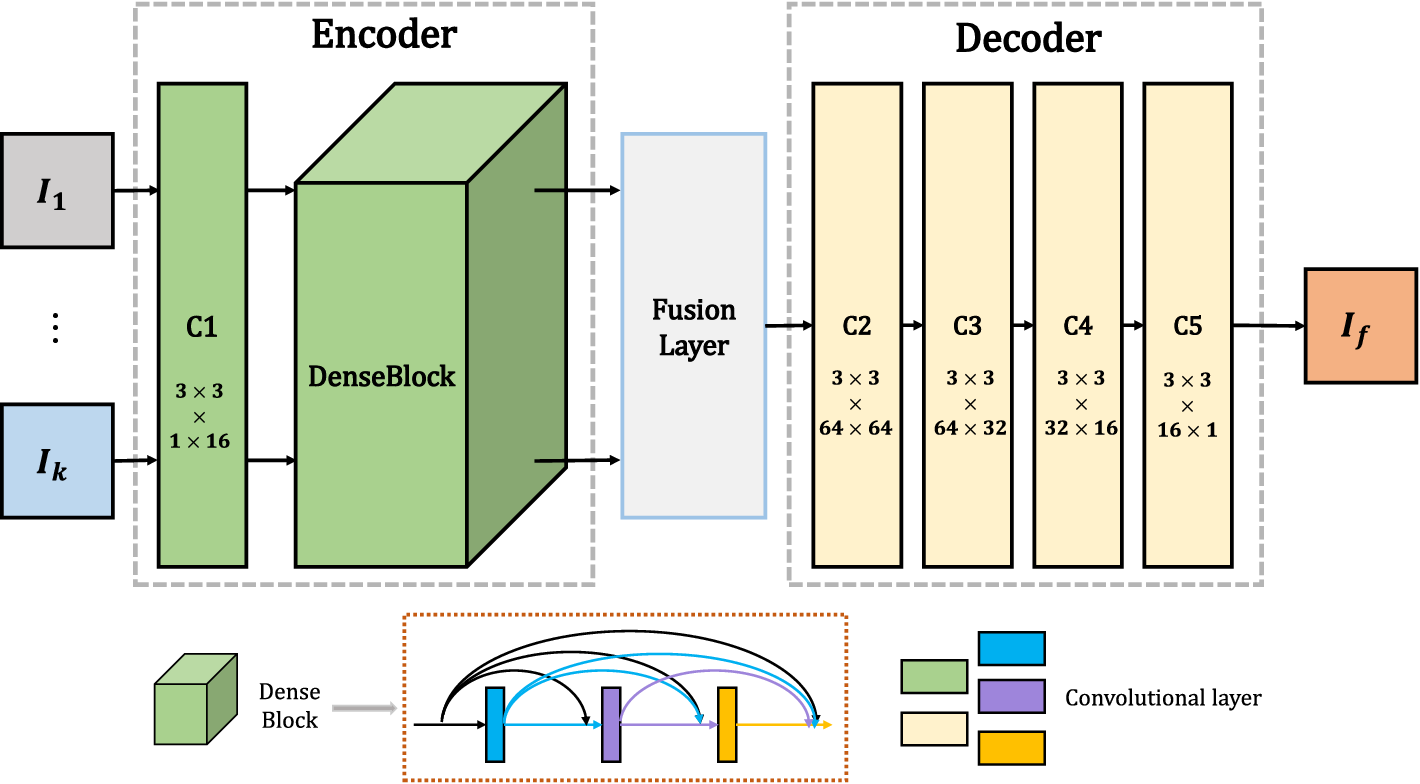 Encoder
Decoder
I1
⋮
Ik
C1
3 × 3
×
1 × 16
DenseBlock
Fusion
Layer
C2
3 × 3
×
64 × 64
C3
3 × 3
×
64 × 32
C4
3 × 3
×
32 × 16
C5
3 × 3
×
16 × 1
If
Dense
Block
Convolutional layer